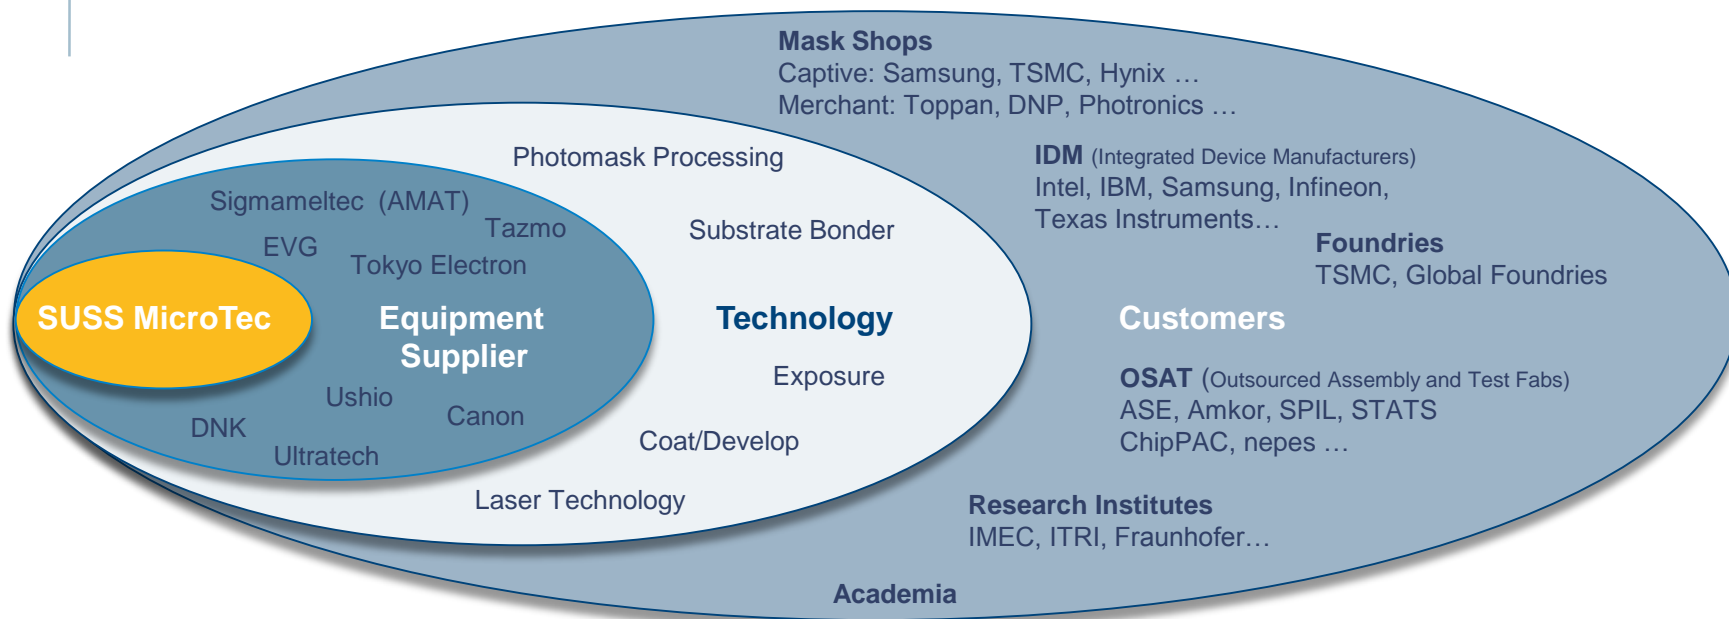 Mask Shops
Captive: Samsung, TSMC, Hynix …
Merchant: Toppan, DNP, Photronics …
Photomask Processing
IDM (Integrated Device Manufacturers)
Intel, IBM, Samsung, Infineon,
Texas Instruments…
Sigmameltec (AMAT)
Tazmo
Substrate Bonder
EVG
Tokyo Electron
Foundries
TSMC, Global Foundries
SUSS MicroTec
Equipment
Supplier
Technology
Customers
Exposure
OSAT (Outsourced Assembly and Test Fabs)
ASE, Amkor, SPIL, STATS
ChipPAC, nepes …
Ushio
Canon
DNK
Ultratech
Coat/Develop
Laser Technology
Research Institutes
IMEC, ITRI, Fraunhofer…
Academia